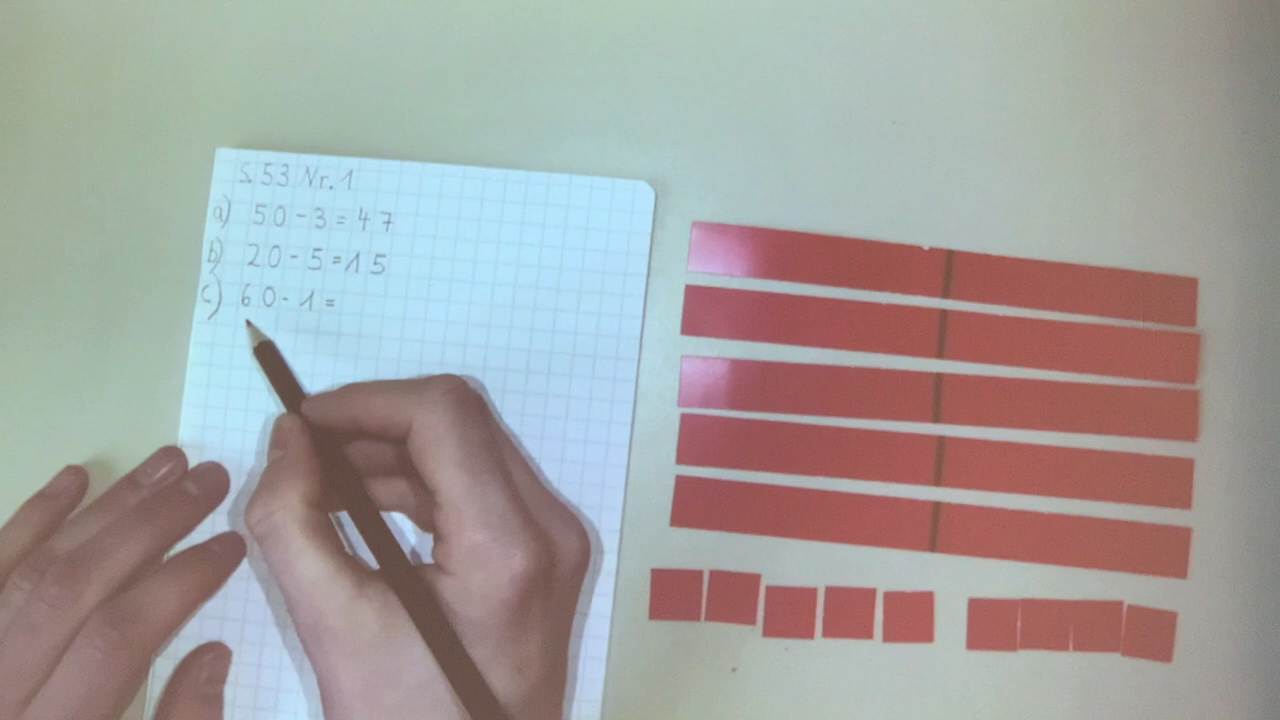 S. 53 Nr. 1
a) 50-3=47
b) 20-5=15
c) 60-1=